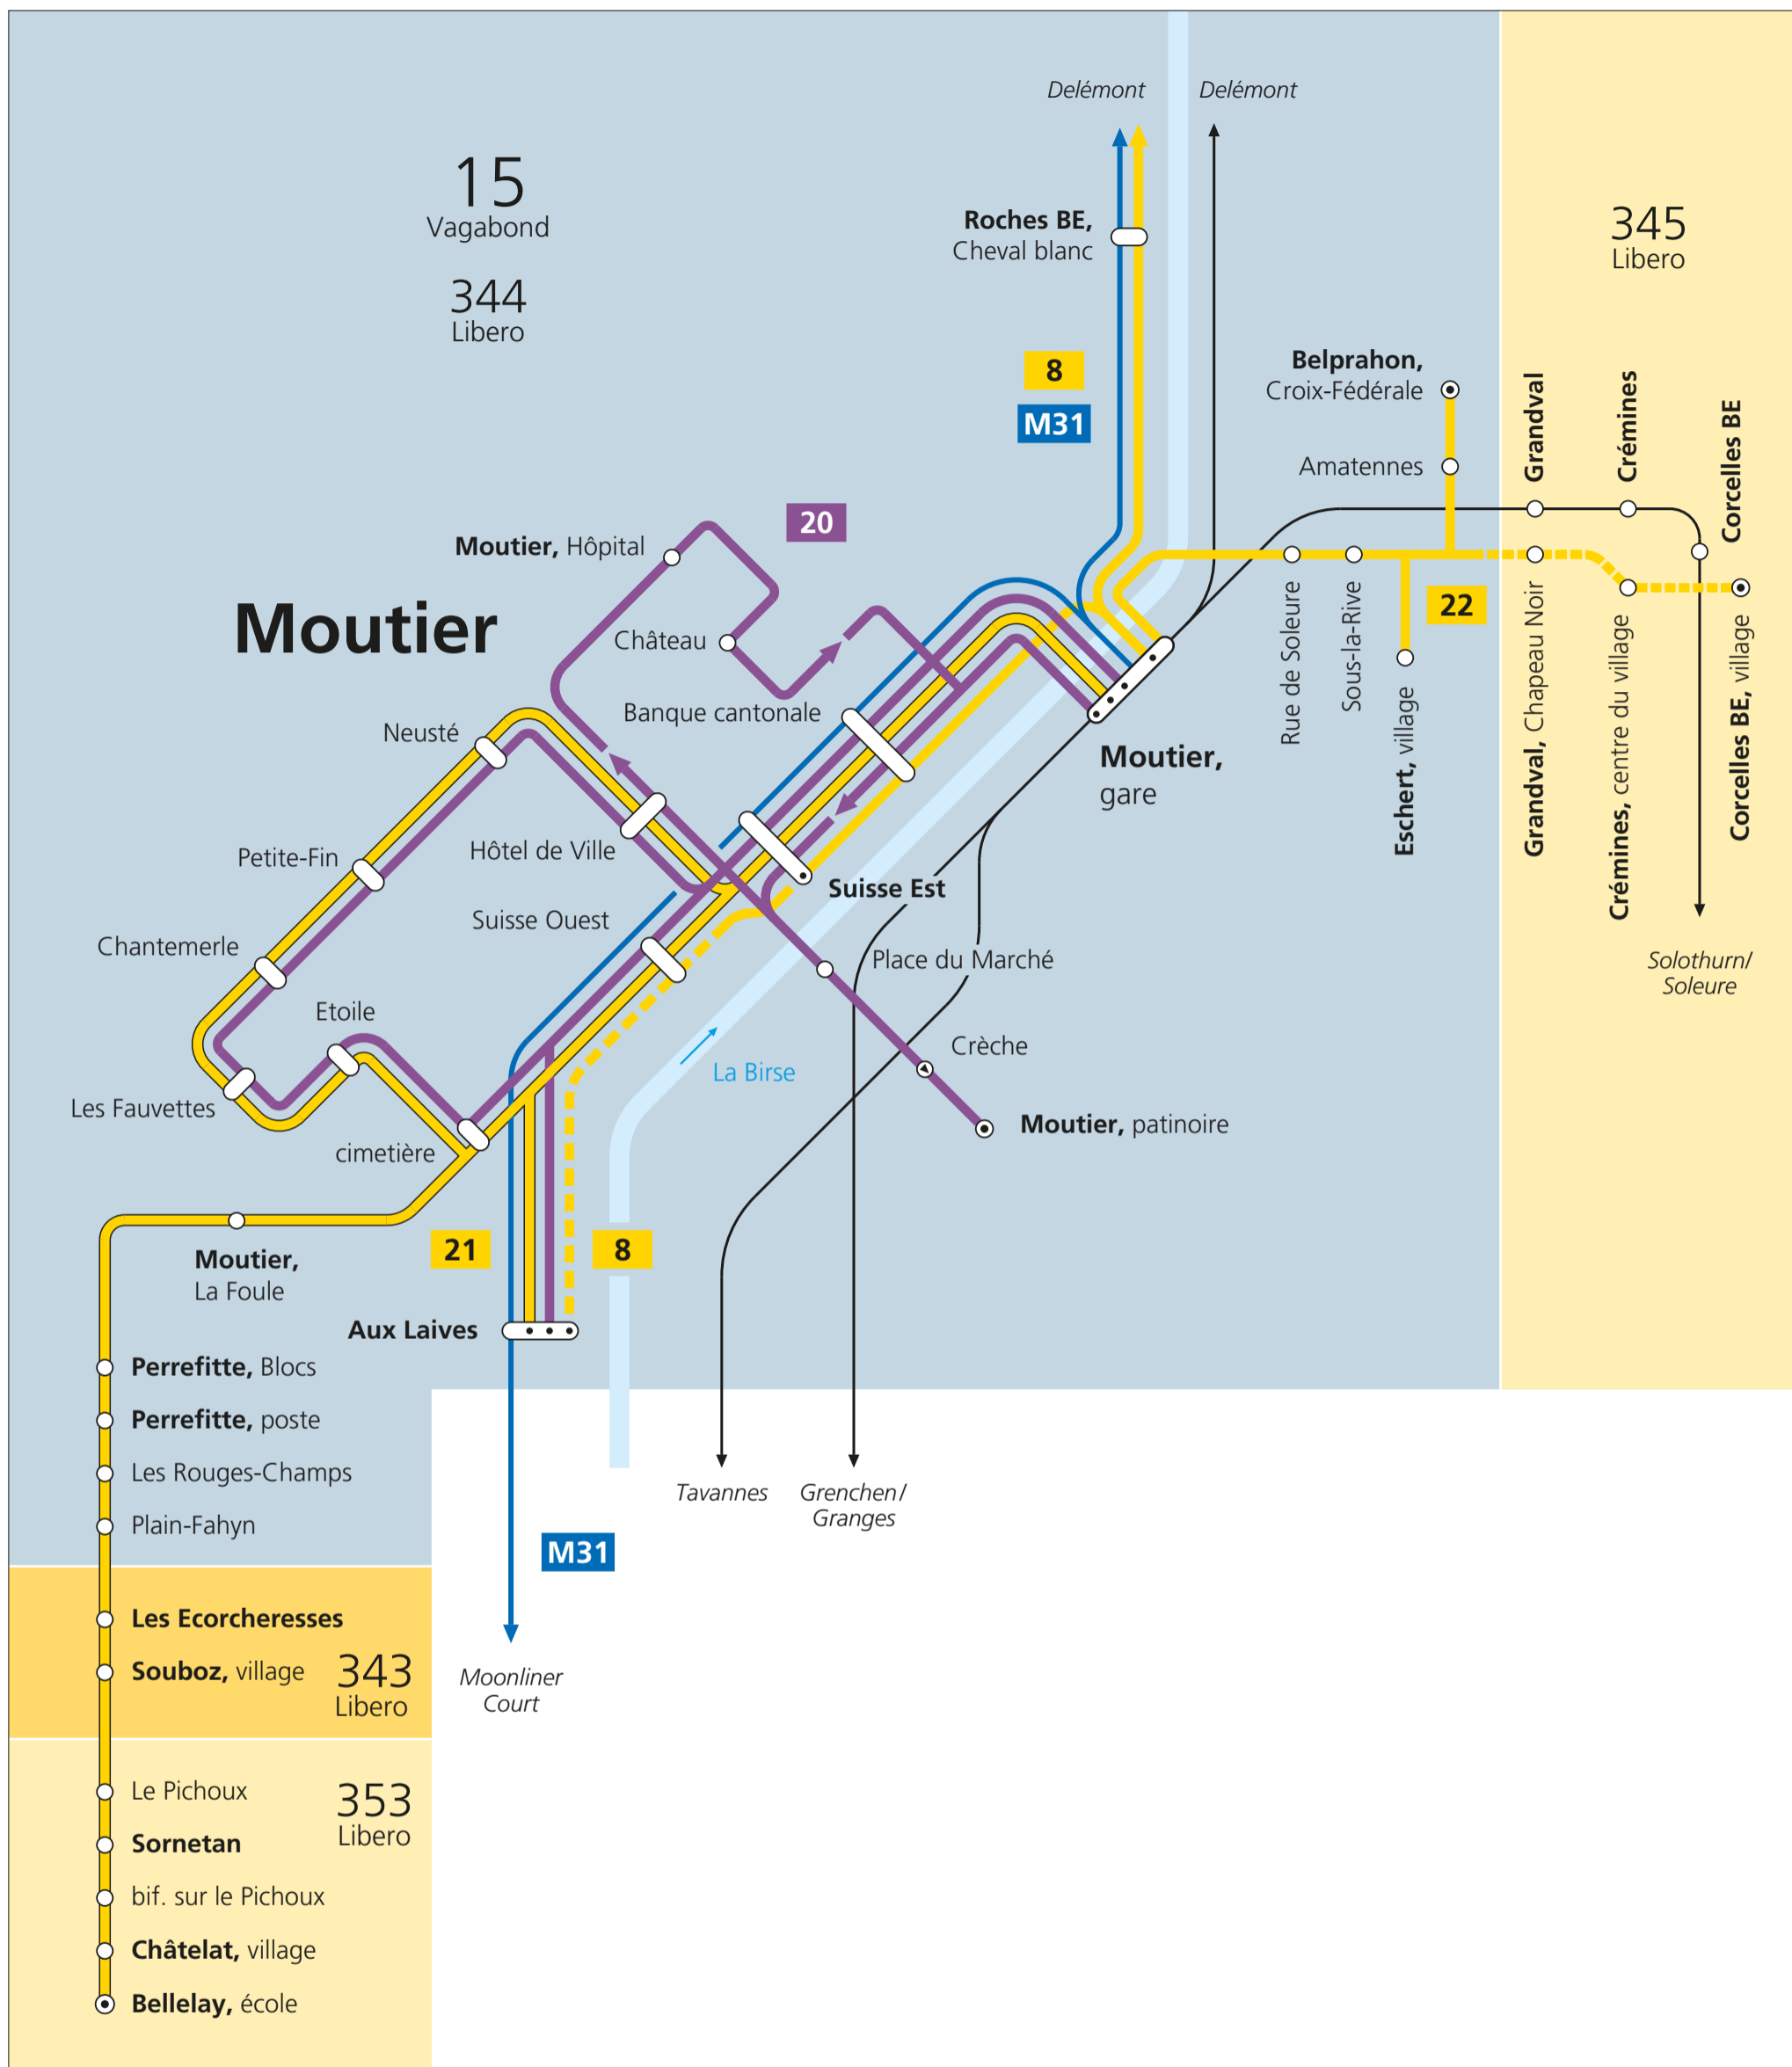 Delémont
Delémont
15
Vagabond
344
Libero
345
Libero
Roches BE,
Cheval blanc
8
M31
Belprahon,
Croix-Fédérale
Amatennes
Grandval
Crémines
Corcelles BE
20
Moutier, Hôpital
Moutier
Château
22
Banque cantonale
Neusté
Rue de Soleure
Sous-la-Rive
Eschert, village
Grandval, Chapeau Noir
Crémines, centre du village
Corcelles BE, village
Moutier,
gare
Hôtel de Ville
Petite-Fin
Suisse Est
Suisse Ouest
Chantemerle
Place du Marché
Solothurn/
Soleure
Etoile
Crèche
La Birse
Les Fauvettes
Moutier, patinoire
cimetière
21
8
Moutier,
La Foule
Aux Laives
Perrefitte, Blocs
Perrefitte, poste
Les Rouges-Champs
Plain-Fahyn
Tavannes
Grenchen/
Granges
M31
Les Ecorcheresses
Souboz, village
343
Libero
Moonliner
Court
Le Pichoux
353
Libero
Sornetan
bif. sur le Pichoux
Châtelat, village
Bellelay, école